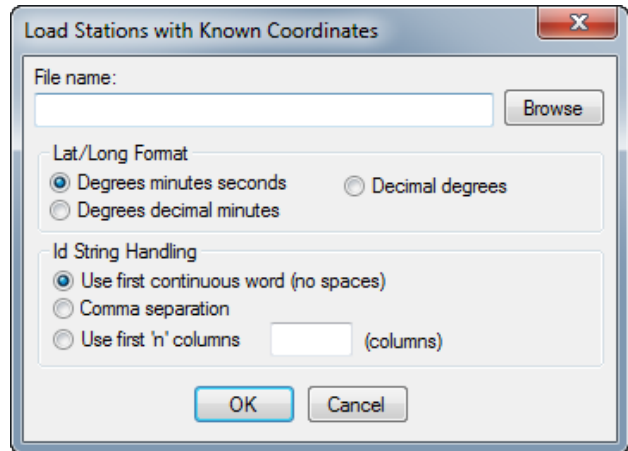 Load Stations with Known Coordinates
File name:
Browse
Lat/Long Format
Degrees minutes seconds
Decimal degrees
Degrees decimal minutes
Id String Handling
Use first continuous word (no spaces)
Comma separation
Use first 'n' columns
(columns)
OK
Cancel